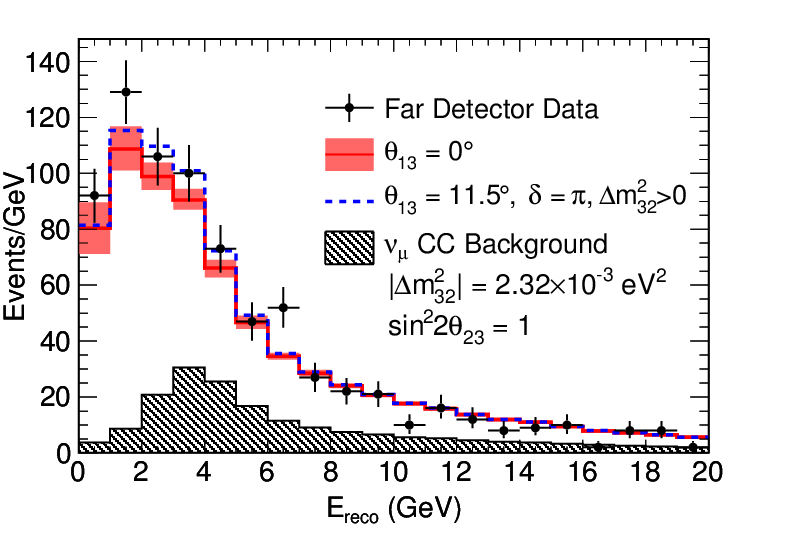 140
120
100
80
60
40
20
0
Events/GeV
Far Detector Data
θ₁₃ = 0°
θ₁₃ = 11.5°, δ = π, Δm²₃₂>0
ν_μ CC Background
|Δm²₃₂| = 2.32×10⁻³ eV²
sin²2θ₂₃ = 1
0 2 4 6 8 10 12 14 16 18 20
E_reco (GeV)